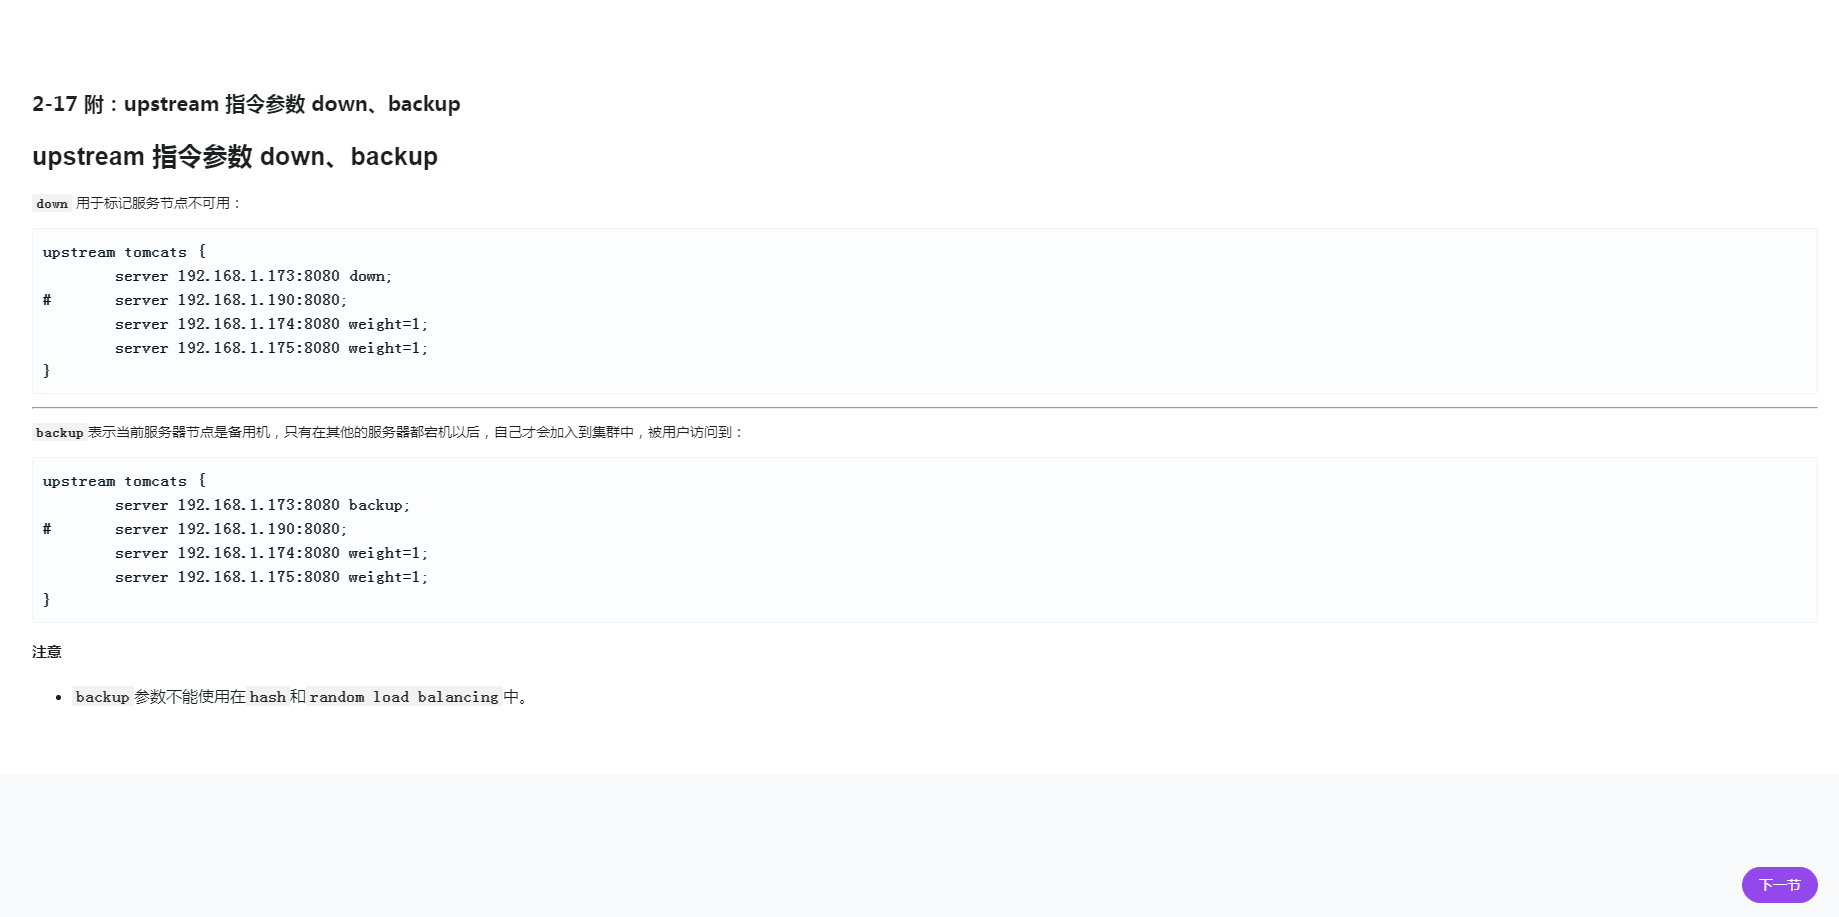 2-17 附：upstream 指令参数 down、backup
upstream 指令参数 down、backup
down 用于标记服务节点不可用：
upstream tomcats {
        server 192.168.1.173:8080 down;
#       server 192.168.1.190:8080;
        server 192.168.1.174:8080 weight=1;
        server 192.168.1.175:8080 weight=1;
}
backup 表示当前服务器节点是备用机，只有在其他的服务器都宕机以后，自己才会加入到集群中，被用户访问到：
upstream tomcats {
        server 192.168.1.173:8080 backup;
#       server 192.168.1.190:8080;
        server 192.168.1.174:8080 weight=1;
        server 192.168.1.175:8080 weight=1;
}
注意
• backup 参数不能使用在 hash 和 random load balancing 中。
下一节